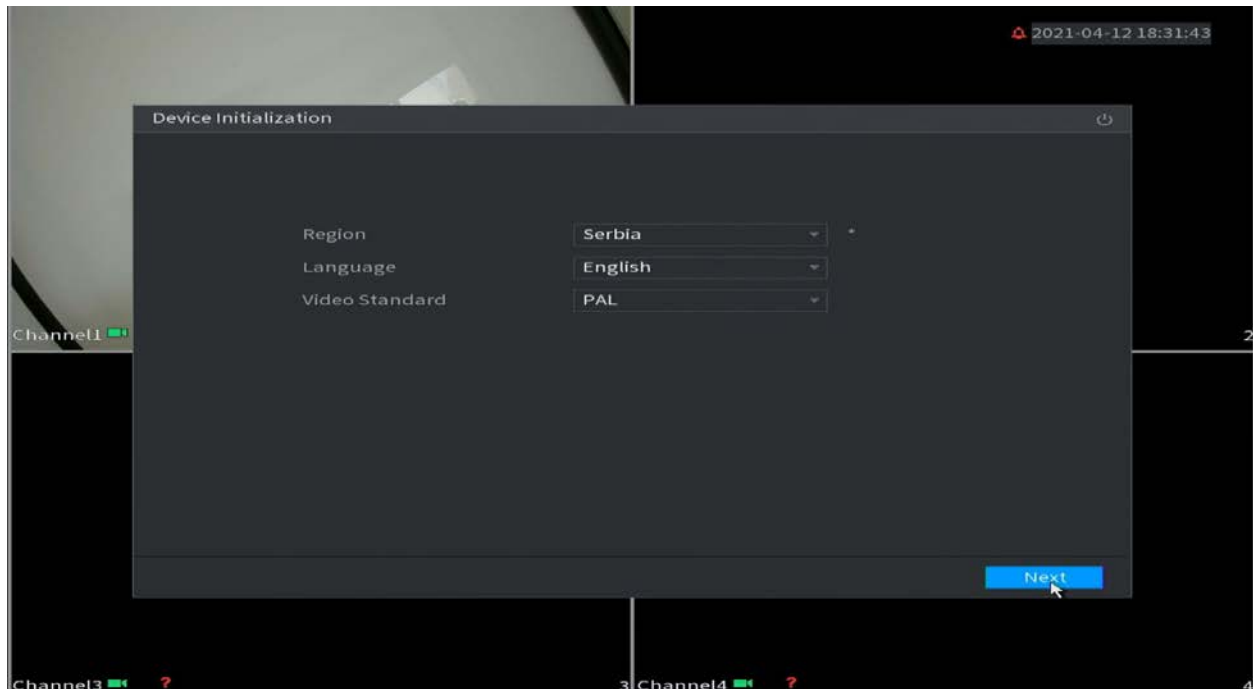 2021-04-12 18:31:43
Device Initialization
Region Serbia *
Language English
Video Standard PAL
Channel1
2
Next
Channel3 ? 3
Channel4 ? 4